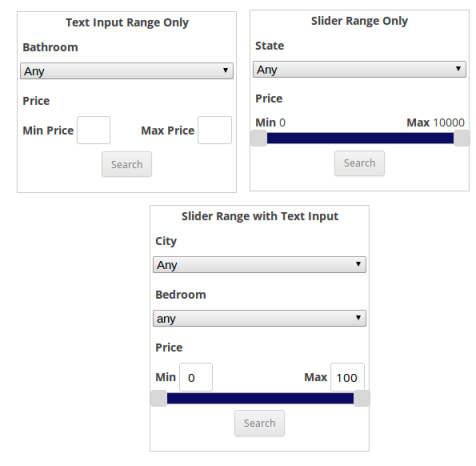 Text Input Range Only
Bathroom
Any
Price
Min Price Max Price
Search
Slider Range Only
State
Any
Price
Min 0 Max 10000
Search
Slider Range with Text Input
City
Any
Bedroom
any
Price
Min 0 Max 100
Search